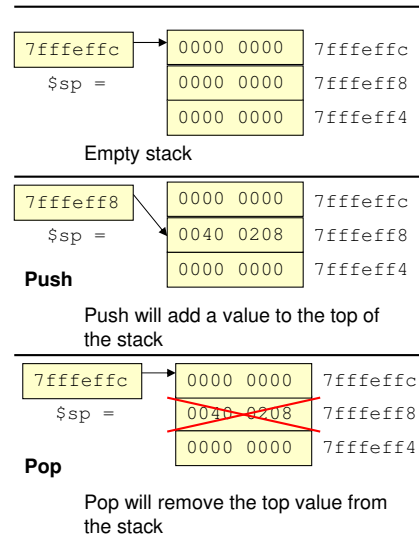 7fffeffc 0000 0000 7fffeffc
$sp = 0000 0000 7fffeff8
0000 0000 7fffeff4
Empty stack
7fffeff8 0000 0000 7fffeffc
$sp = 0040 0208 7fffeff8
0000 0000 7fffeff4
Push
Push will add a value to the top of
the stack
7fffeffc 0000 0000 7fffeffc
$sp = 0040 0208 7fffeff8
0000 0000 7fffeff4
Pop
Pop will remove the top value from
the stack